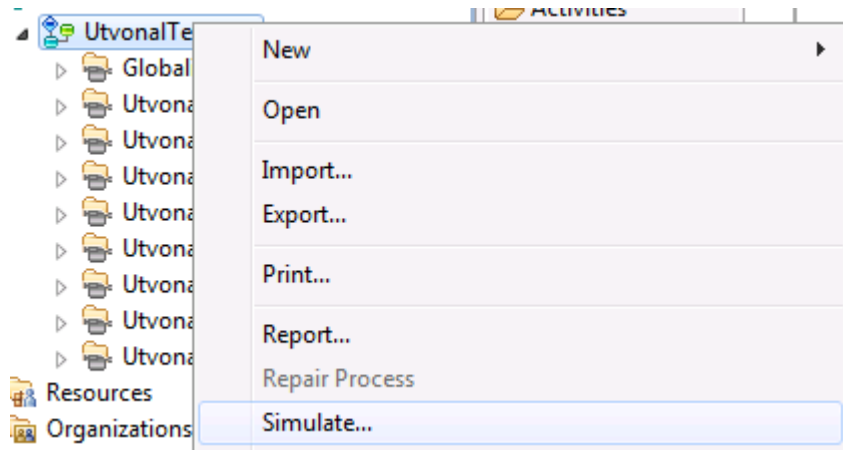 Activities
UtvonalTe
Global
Utvona
Utvona
Utvona
Utvona
Utvona
Utvona
Utvona
Utvona
Resources
Organizations
New
Open
Import...
Export...
Print...
Report...
Repair Process
Simulate...